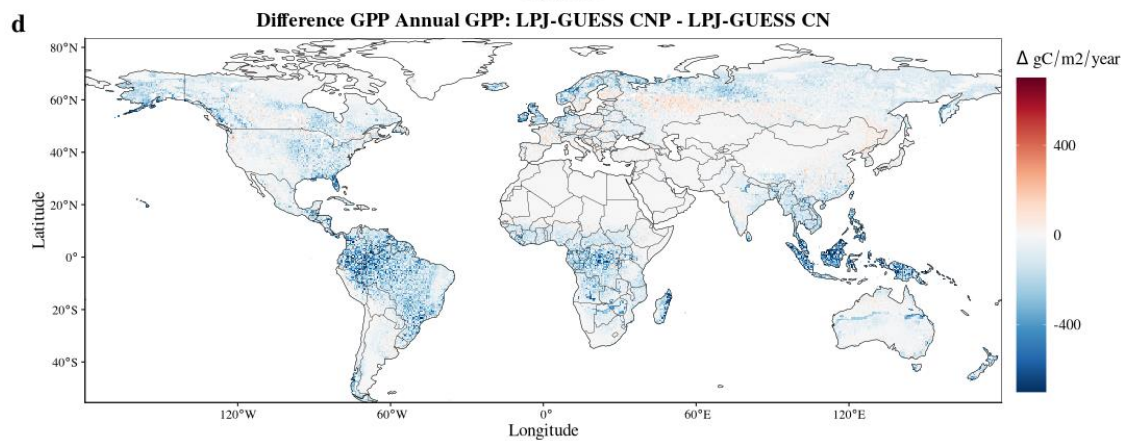 d
Difference GPP Annual GPP: LPJ-GUESS CNP - LPJ-GUESS CN
Δ gC/m2/year
400
0
-400
Latitude
80°N
60°N
40°N
20°N
0°
20°S
40°S
120°W
60°W
0°
60°E
120°E
Longitude